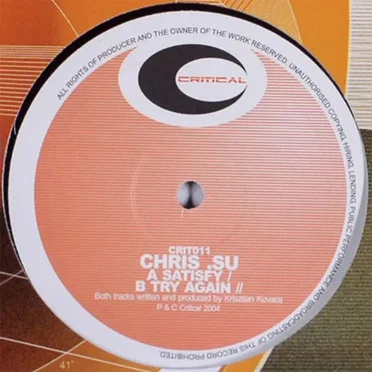 ALL RIGHTS OF PRODUCER AND THE OWNER OF THE WORK RESERVED. UNAUTHORISED COPYING, HIRING, LENDING, PUBLIC PERFORMANCE AND BROADCASTING OF THIS RECORD PROHIBITED.
CRITICAL
CRIT011
CHRIS .SU
A SATISFY /
B TRY AGAIN //
Both tracks written and produced by Krisztian Kovacs
P & C Critical 2004
41"